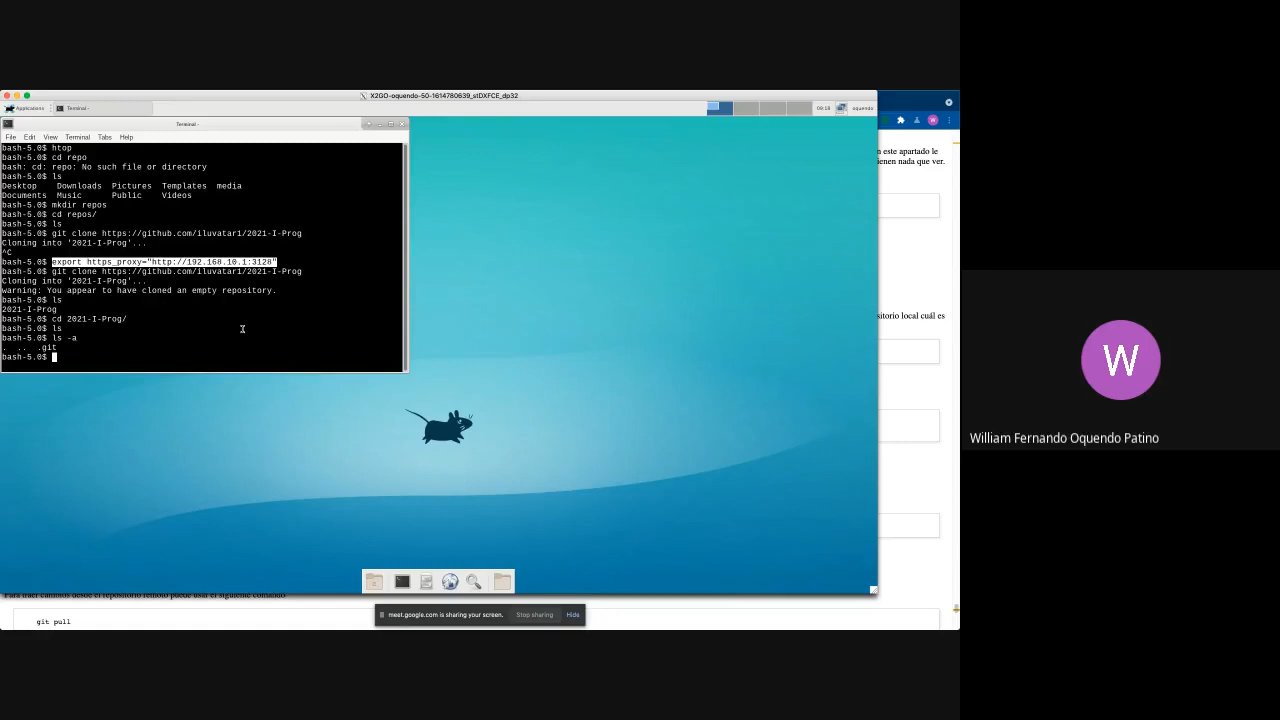 X2GO-oquendo-50-1614780639_stDXFCE_dp32
Applications
Terminal -
09:18
oquendo
Terminal -
File Edit View Terminal Tabs Help
bash-5.0$ htop
bash-5.0$ cd repo
bash: cd: repo: No such file or directory
bash-5.0$ ls
Desktop Downloads Pictures Templates media
Documents Music Public Videos
bash-5.0$ mkdir repos
bash-5.0$ cd repos/
bash-5.0$ ls
bash-5.0$ git clone https://github.com/iluvatar1/2021-I-Prog
Cloning into '2021-I-Prog'...
^C
bash-5.0$ export https_proxy="http://192.168.10.1:3128"
bash-5.0$ git clone https://github.com/iluvatar1/2021-I-Prog
Cloning into '2021-I-Prog'...
warning: You appear to have cloned an empty repository.
bash-5.0$ ls
2021-I-Prog
bash-5.0$ cd 2021-I-Prog/
bash-5.0$ ls
bash-5.0$ ls -a
. .. .git
bash-5.0$
n este apartado le
ienen nada que ver.
sitorio local cuál es
Para traer cambios desde el repositorio remoto puede usar el siguiente comando
meet.google.com is sharing your screen. Stop sharing Hide
git pull
W
W
William Fernando Oquendo Patino